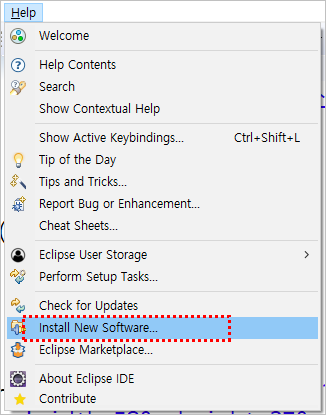 Help
Welcome
Help Contents
Search
Show Contextual Help
Show Active Keybindings... Ctrl+Shift+L
Tip of the Day
Tips and Tricks...
Report Bug or Enhancement...
Cheat Sheets...
Eclipse User Storage
Perform Setup Tasks...
Check for Updates
Install New Software...
Eclipse Marketplace...
About Eclipse IDE
Contribute